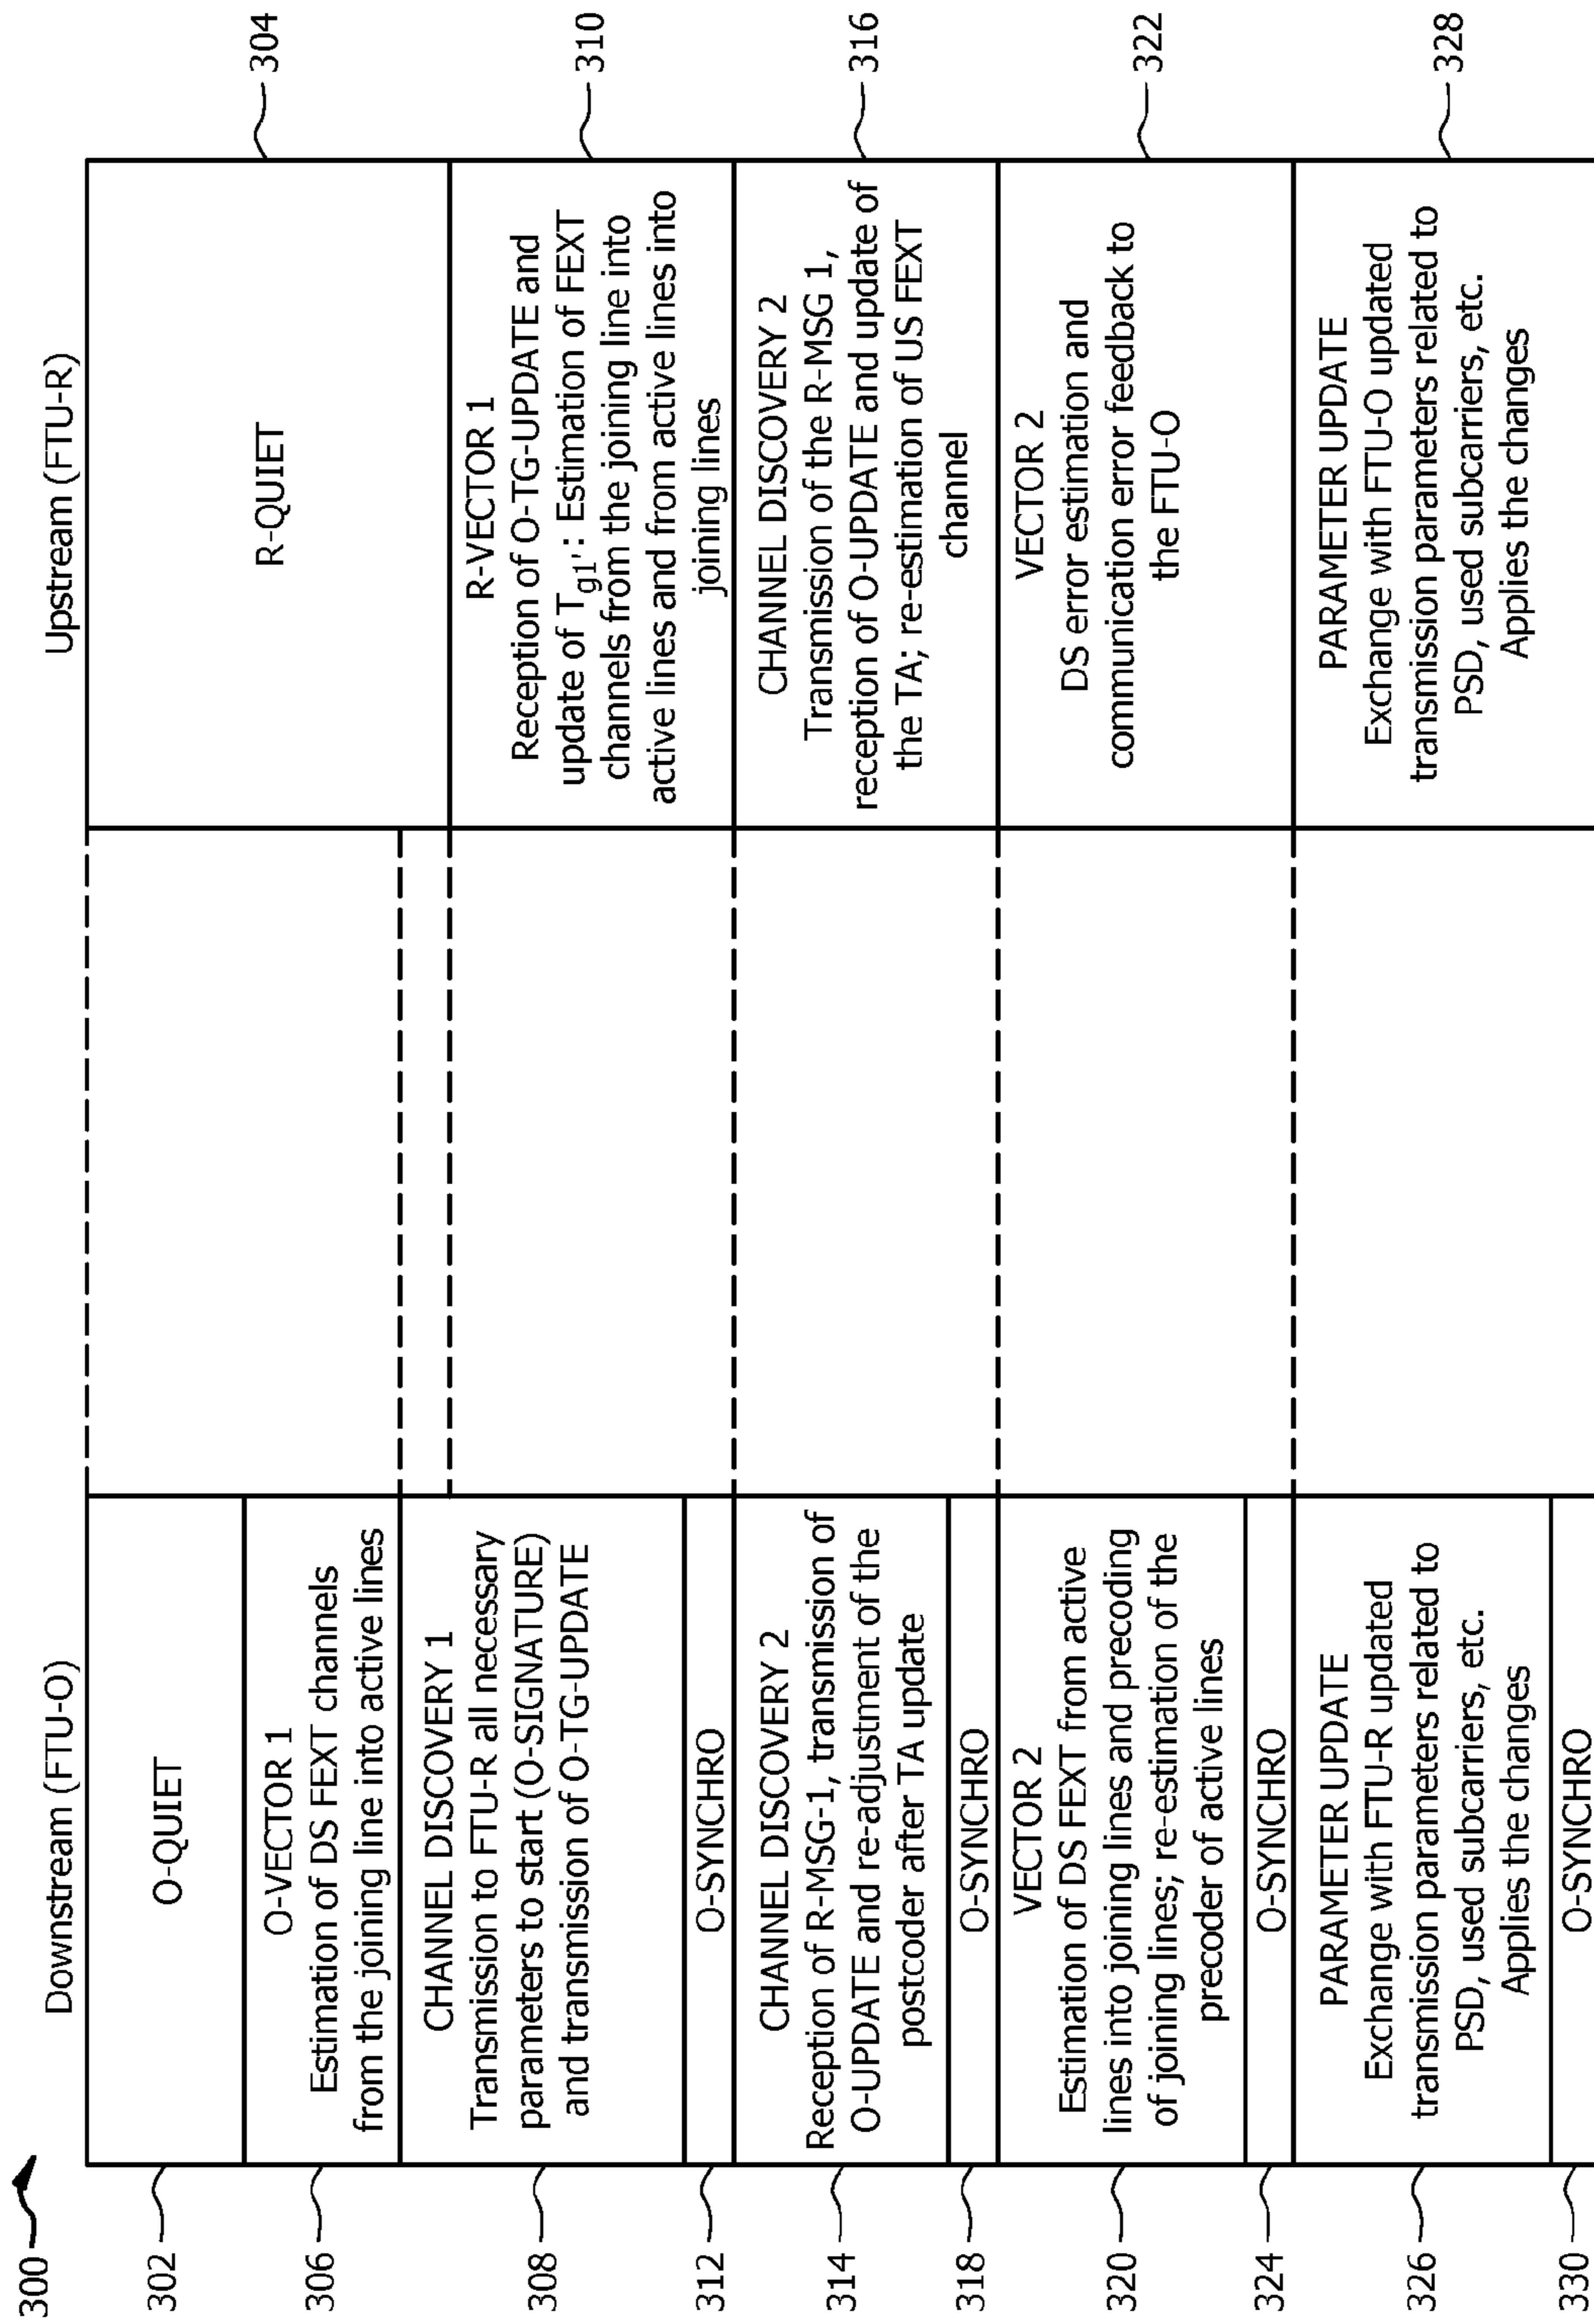 300
Downstream (FTU-O)
Upstream (FTU-R)
302
O-QUIET
R-QUIET
304
306
O-VECTOR 1
Estimation of DS FEXT channels
from the joining line into active lines
308
CHANNEL DISCOVERY 1
Transmission to FTU-R all necessary
parameters to start (O-SIGNATURE)
and transmission of O-TG-UPDATE
R-VECTOR 1
Reception of O-TG-UPDATE and
update of Tg1': Estimation of FEXT
channels from the joining line into
active lines and from active lines into
joining lines
310
312
O-SYNCHRO
314
CHANNEL DISCOVERY 2
Reception of R-MSG-1, transmission of
O-UPDATE and re-adjustment of the
postcoder after TA update
CHANNEL DISCOVERY 2
Transmission of the R-MSG 1,
reception of O-UPDATE and update of
the TA; re-estimation of US FEXT
channel
316
318
O-SYNCHRO
320
VECTOR 2
Estimation of DS FEXT from active
lines into joining lines and precoding
of joining lines; re-estimation of the
precoder of active lines
VECTOR 2
DS error estimation and
communication error feedback to
the FTU-O
322
324
O-SYNCHRO
326
PARAMETER UPDATE
Exchange with FTU-R updated
transmission parameters related to
PSD, used subcarriers, etc.
Applies the changes
PARAMETER UPDATE
Exchange with FTU-O updated
transmission parameters related to
PSD, used subcarriers, etc.
Applies the changes
328
330
O-SYNCHRO